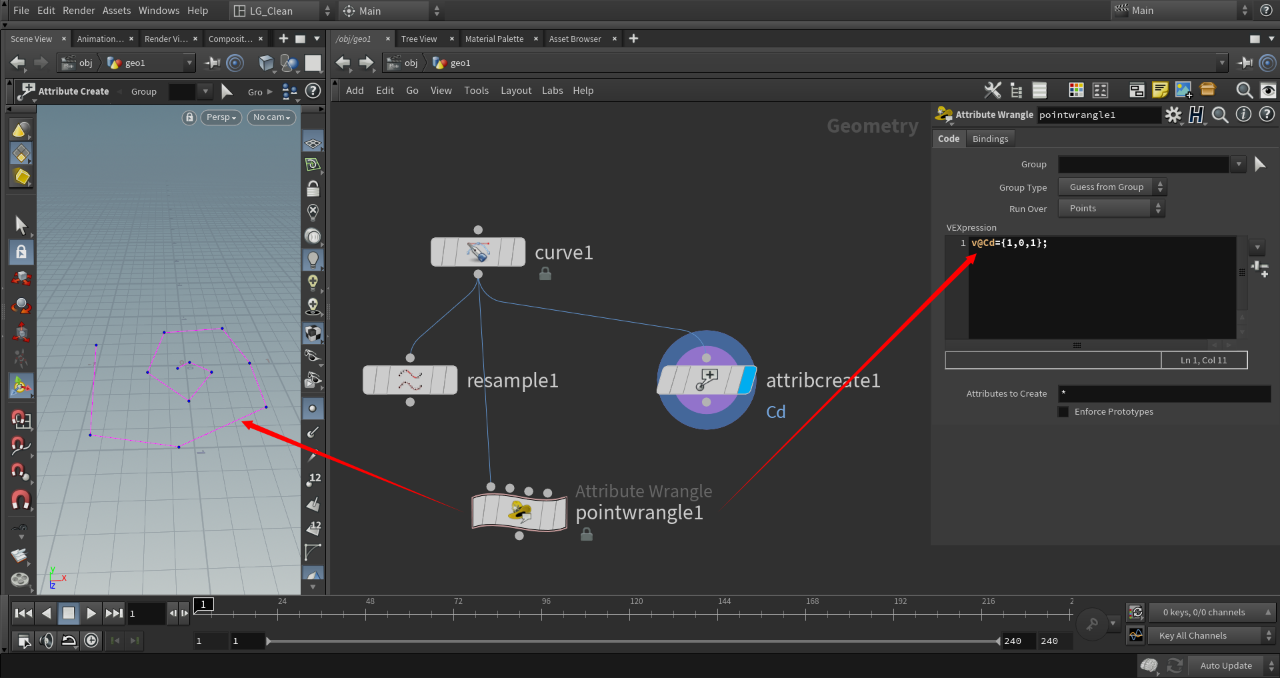 File Edit Render Assets Windows Help LG_Clean Main Main
Scene View Animation... Render Vi... Composit... /obj/geo1 Tree View Material Palette Asset Browser
obj geo1 obj geo1
Attribute Create Group Gro Add Edit Go View Tools Layout Labs Help
Persp No cam
Geometry
Attribute Wrangle pointwrangle1
Code Bindings
Group
Group Type Guess from Group
Run Over Points
VEXpression
1 v@Cd={1,0,1};
curve1
resample1
attribcreate1
Cd
Ln 1, Col 11
Attributes to Create *
Enforce Prototypes
Attribute Wrangle
pointwrangle1
12
12
y
x
z
1 1 24 48 72 96 120 144 168 192 216 2
0 keys, 0/0 channels
1 1 240 240 Key All Channels
Auto Update